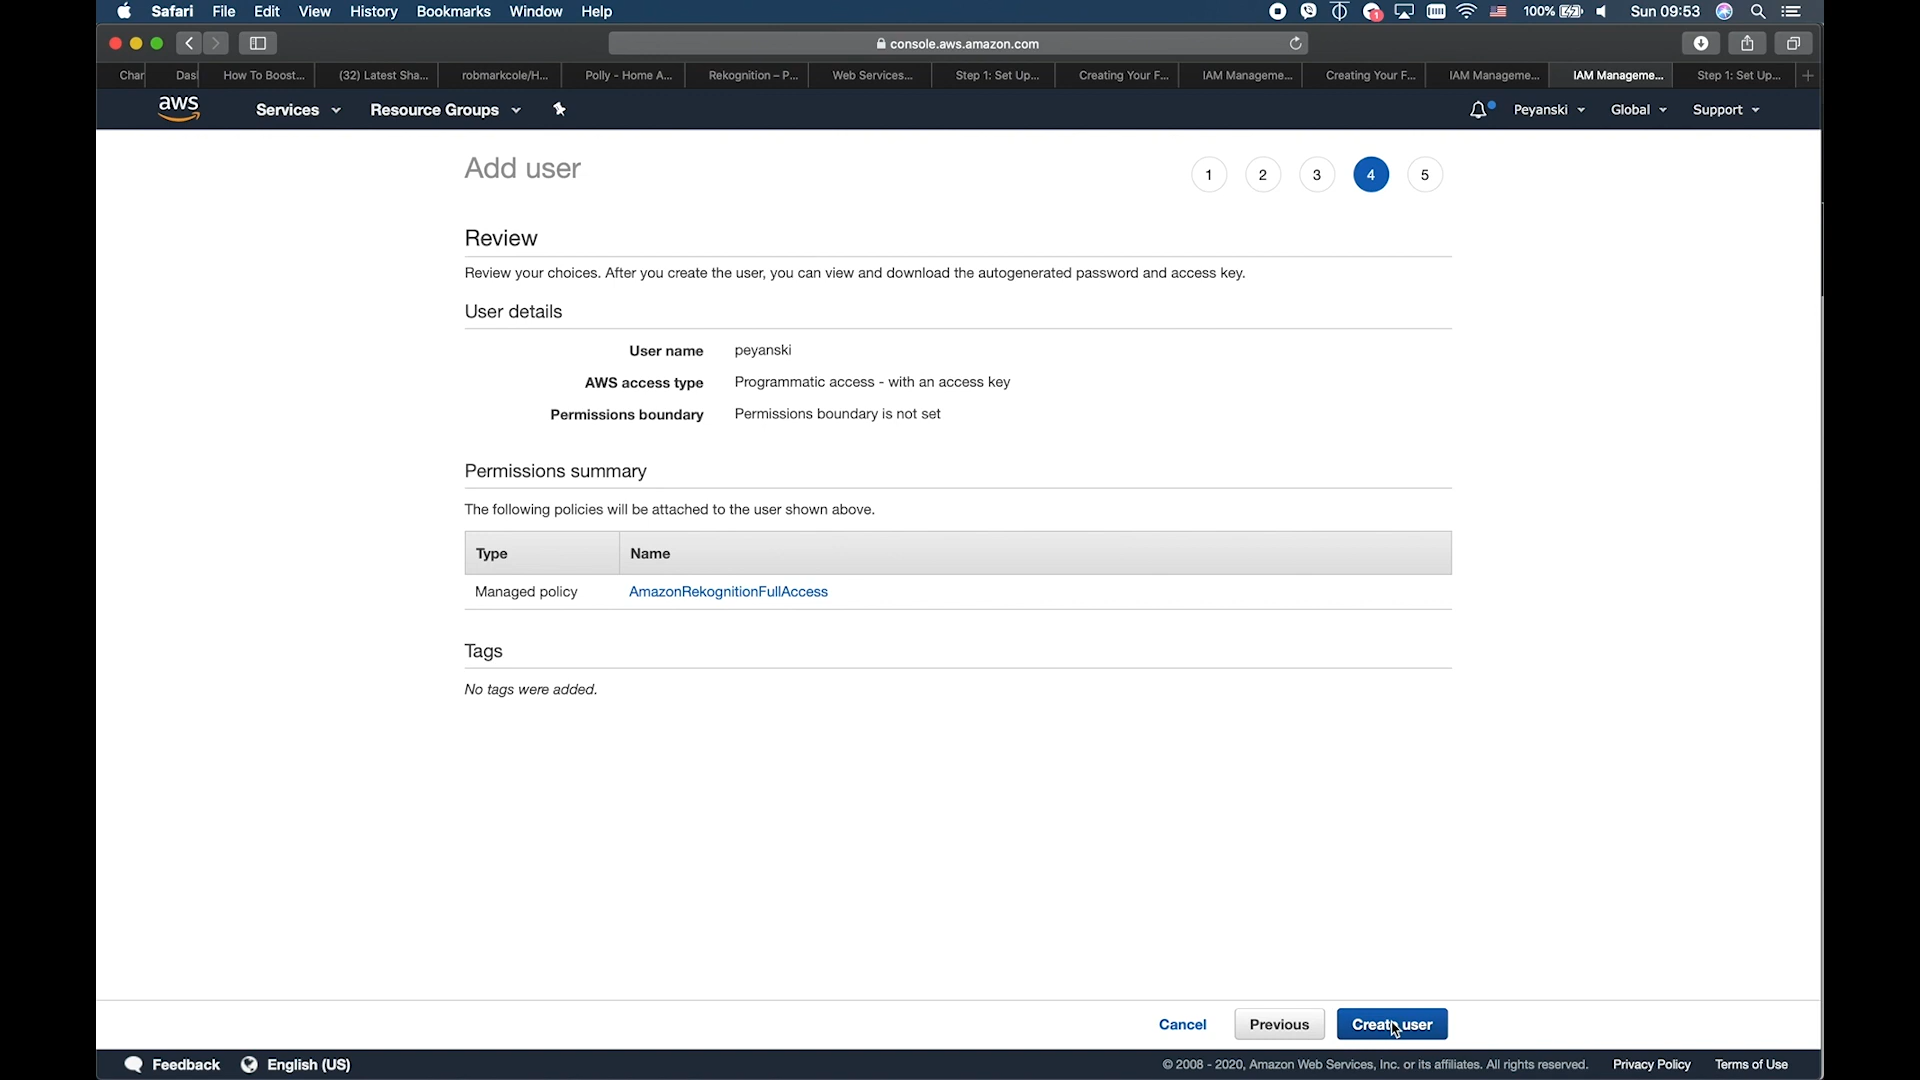 Safari File Edit View History Bookmarks Window Help 100% Sun 09:53
console.aws.amazon.com
Char Dasl How To Boost... (32) Latest Sha... robmarkcole/H... Polly - Home A... Rekognition – P... Web Services... Step 1: Set Up... Creating Your F... IAM Manageme... Creating Your F... IAM Manageme... IAM Manageme... Step 1: Set Up...
aws Services Resource Groups Peyanski Global Support
Add user 1 2 3 4 5
Review
Review your choices. After you create the user, you can view and download the autogenerated password and access key.
User details
User name peyanski
AWS access type Programmatic access - with an access key
Permissions boundary Permissions boundary is not set
Permissions summary
The following policies will be attached to the user shown above.
Type Name
Managed policy AmazonRekognitionFullAccess
Tags
No tags were added.
Cancel Previous Create user
Feedback English (US) © 2008 - 2020, Amazon Web Services, Inc. or its affiliates. All rights reserved. Privacy Policy Terms of Use